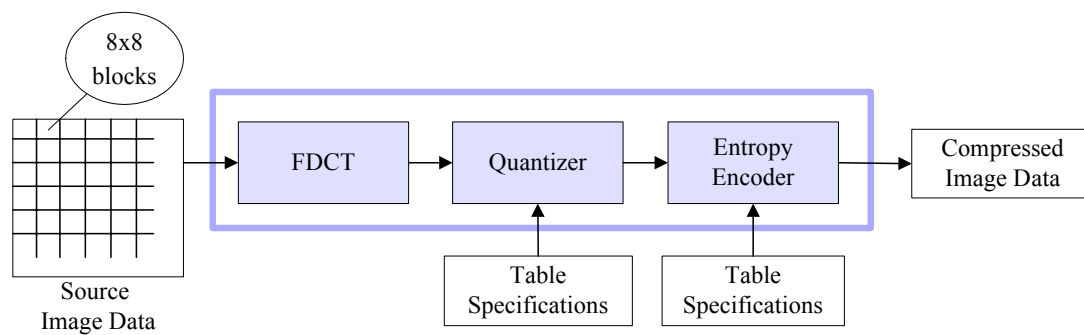 8x8
blocks
FDCT
Quantizer
Entropy
Encoder
Compressed
Image Data
Source
Image Data
Table
Specifications
Table
Specifications